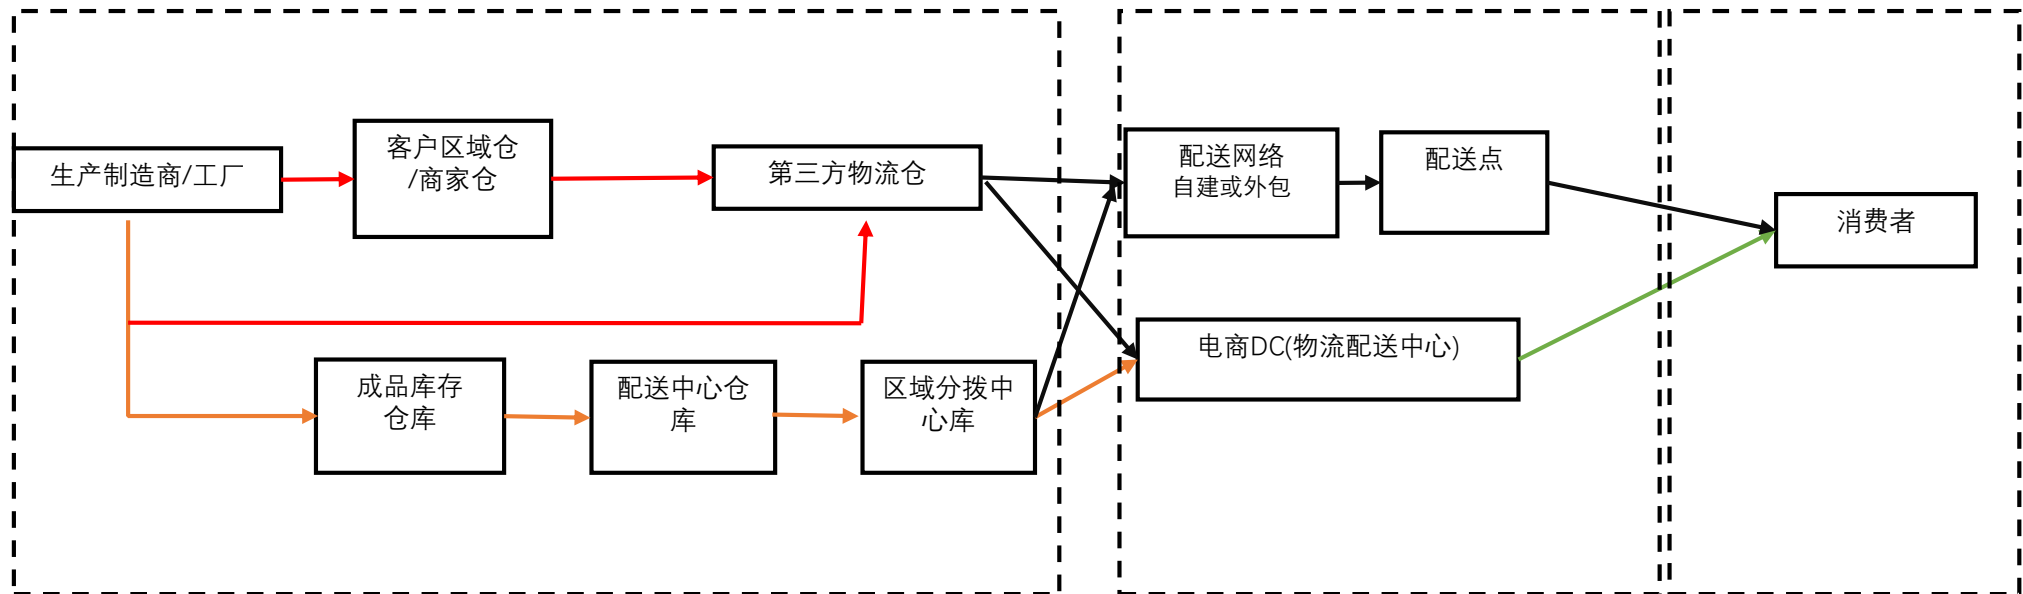 生产制造商/工厂
客户区域仓
/商家仓
第三方物流仓
配送网络
自建或外包
配送点
消费者
电商DC(物流配送中心)
成品库存
仓库
配送中心仓
库
区域分拨中
心库